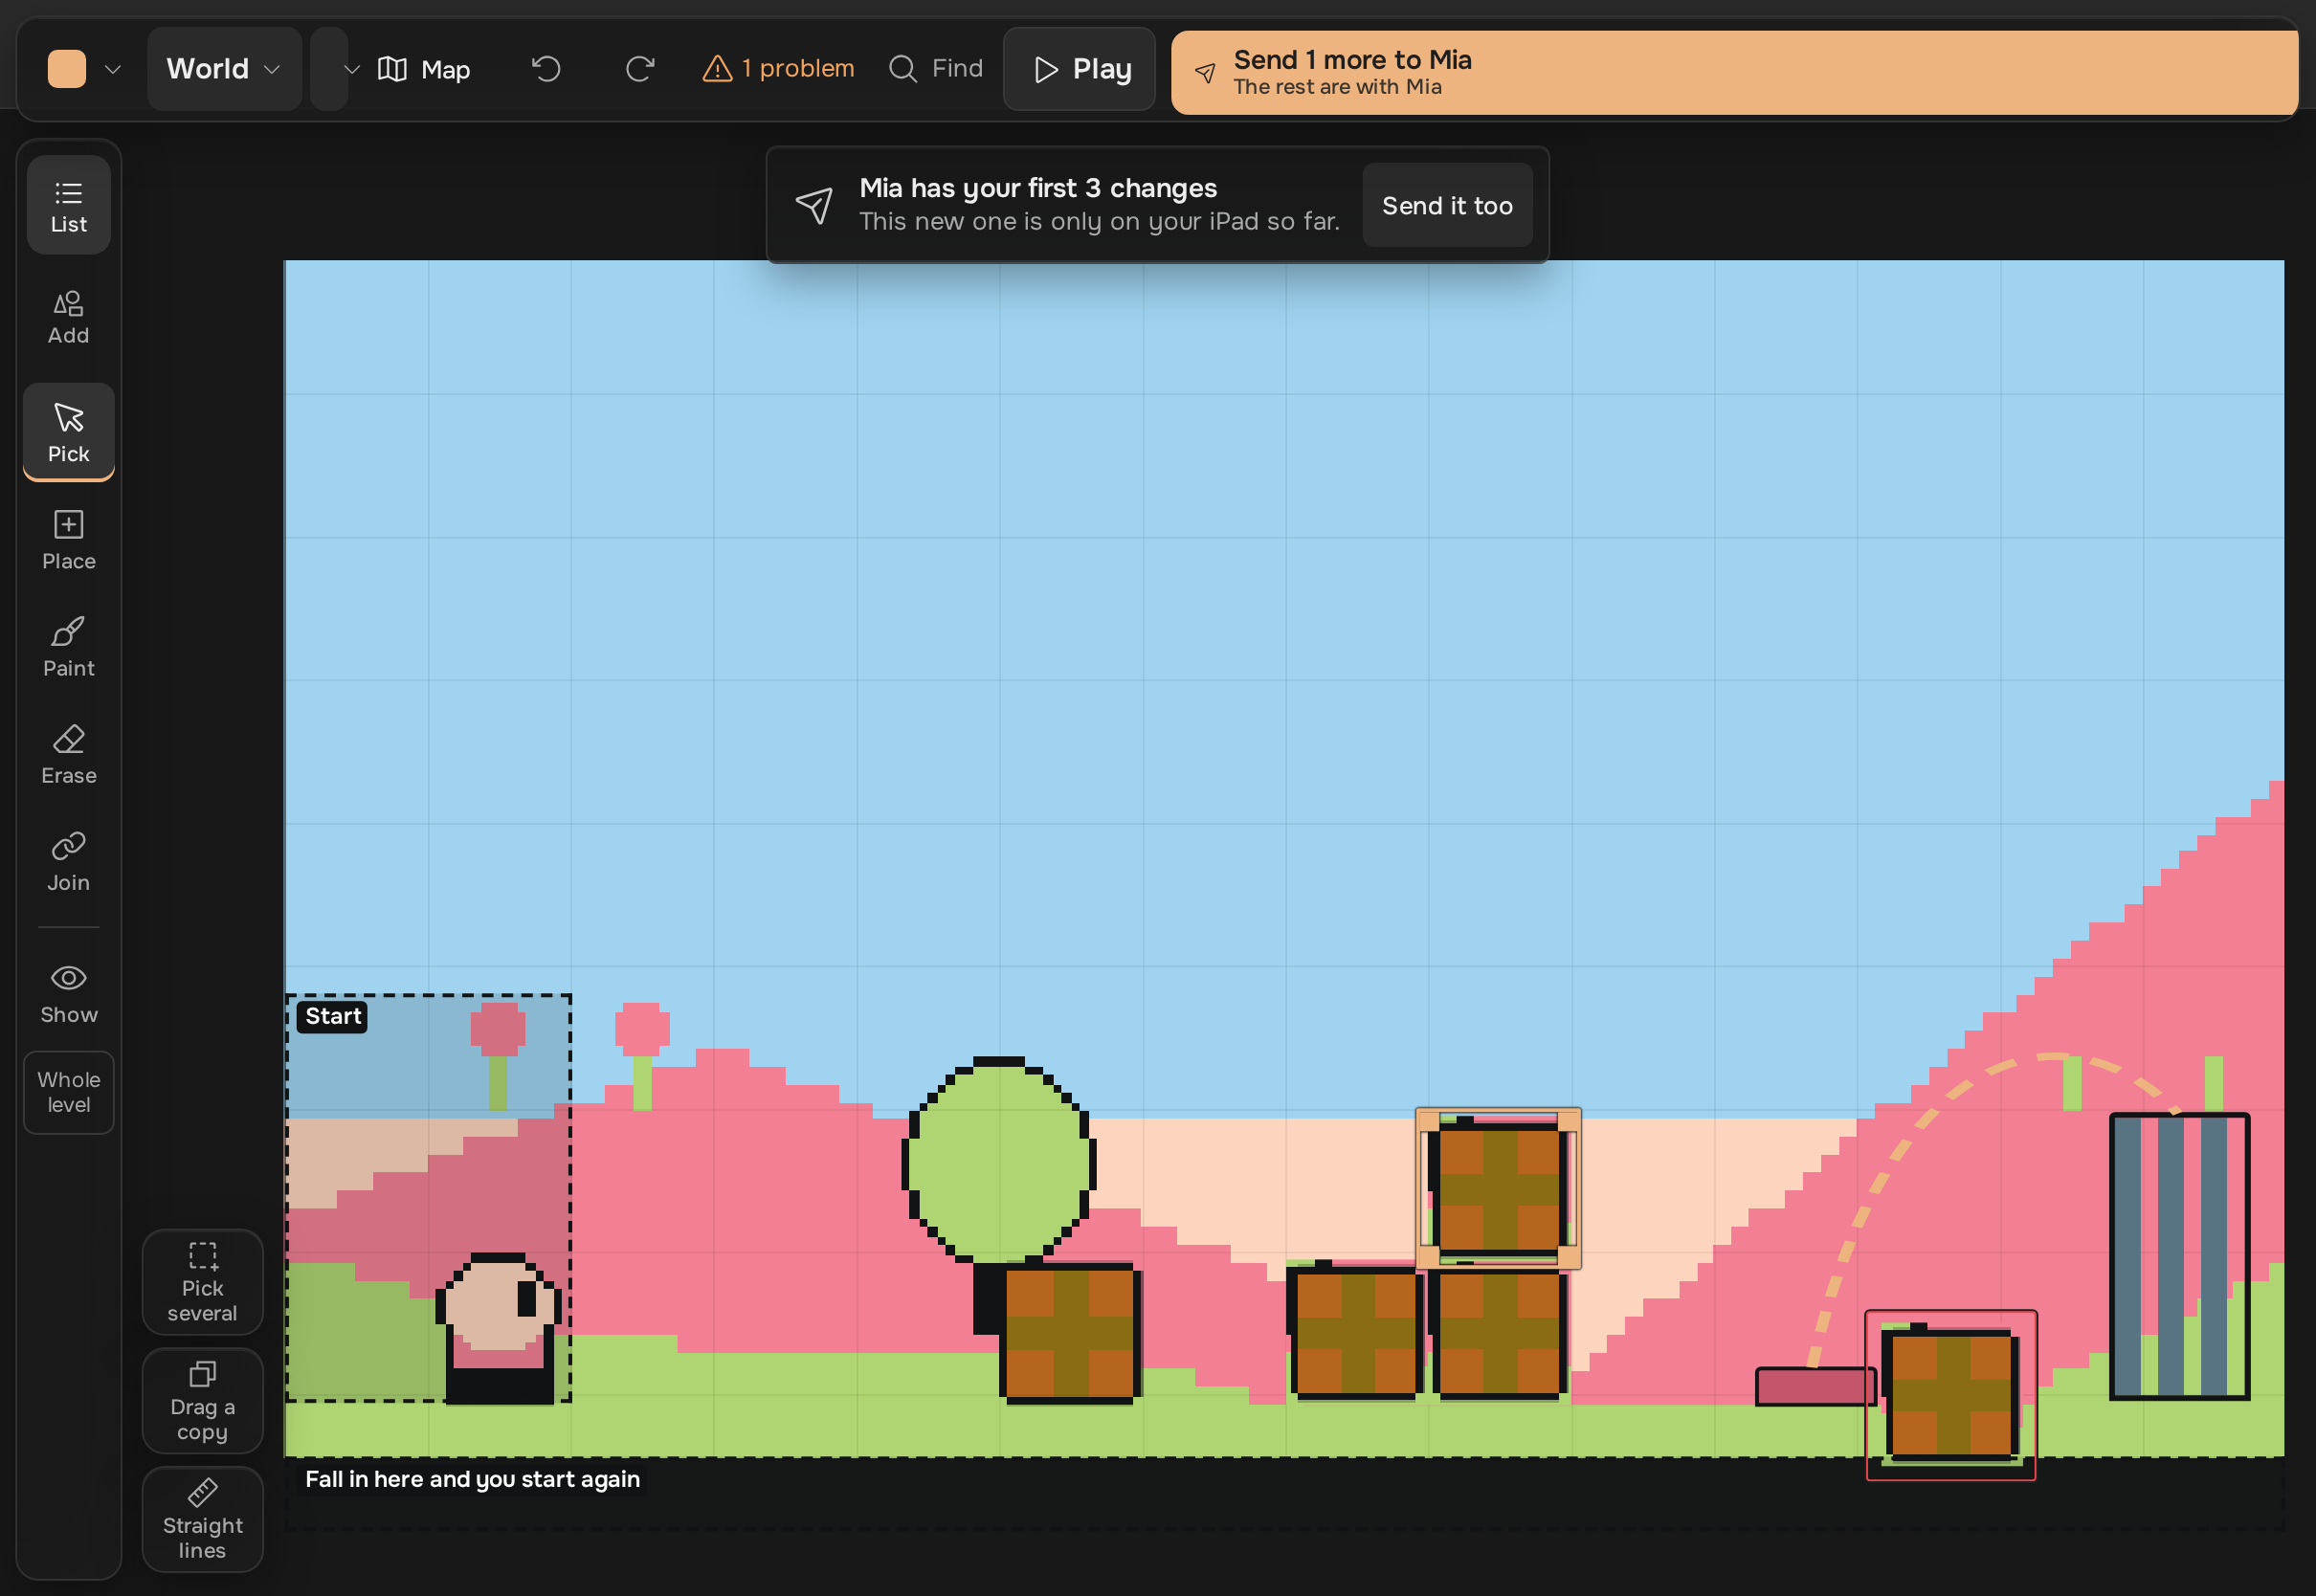 World
Map
1 problem
Find
Play
Send 1 more to Mia
The rest are with Mia
Mia has your first 3 changes
This new one is only on your iPad so far.
Send it too
List
Add
Pick
Place
Paint
Erase
Join
Show
Whole
level
Pick
several
Drag a
copy
Straight
lines
Start
Fall in here and you start again